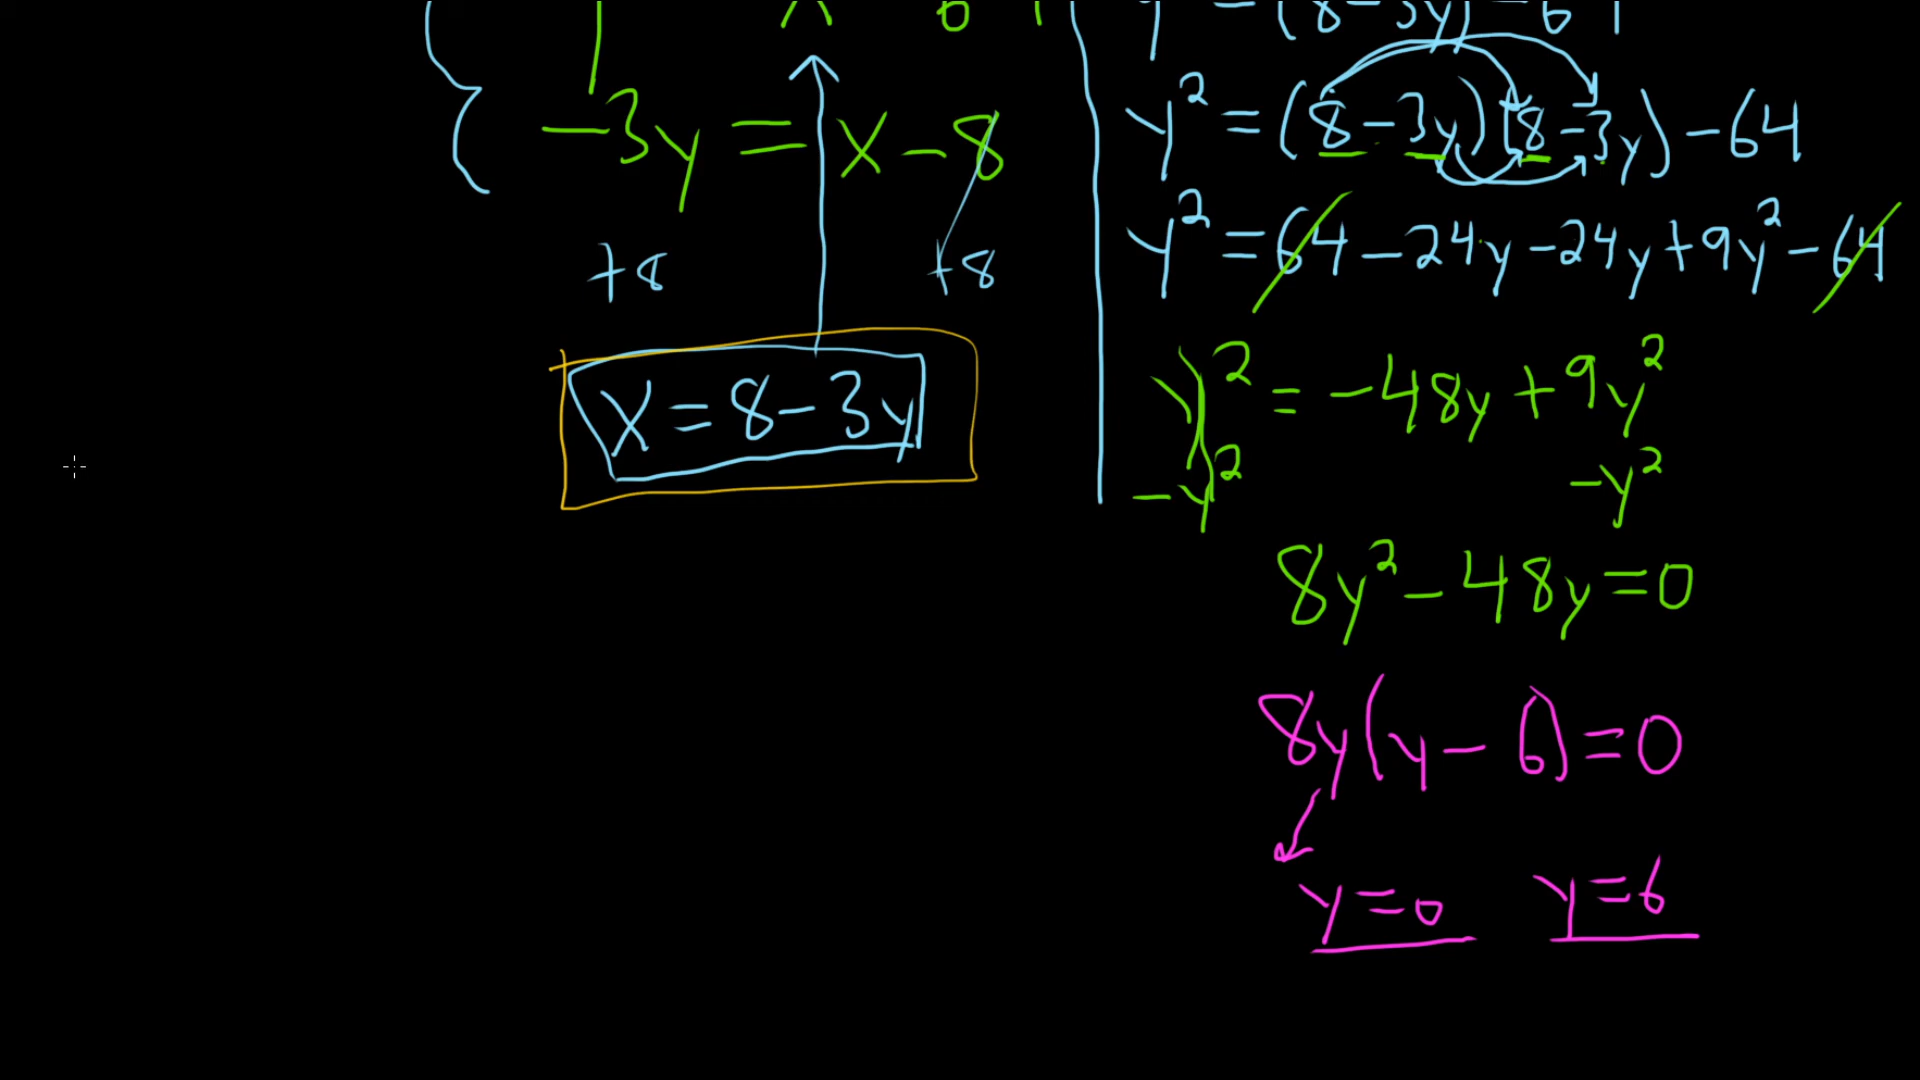 -3y = x - 8
+8 +8
x = 8 - 3y
y² = (8 - 3y)(8 - 3y) - 64
y² = 64 - 24y - 24y + 9y² - 64
y² = -48y + 9y²
-y² -y²
8y² - 48y = 0
8y(y - 6) = 0
y = 0 y = 6